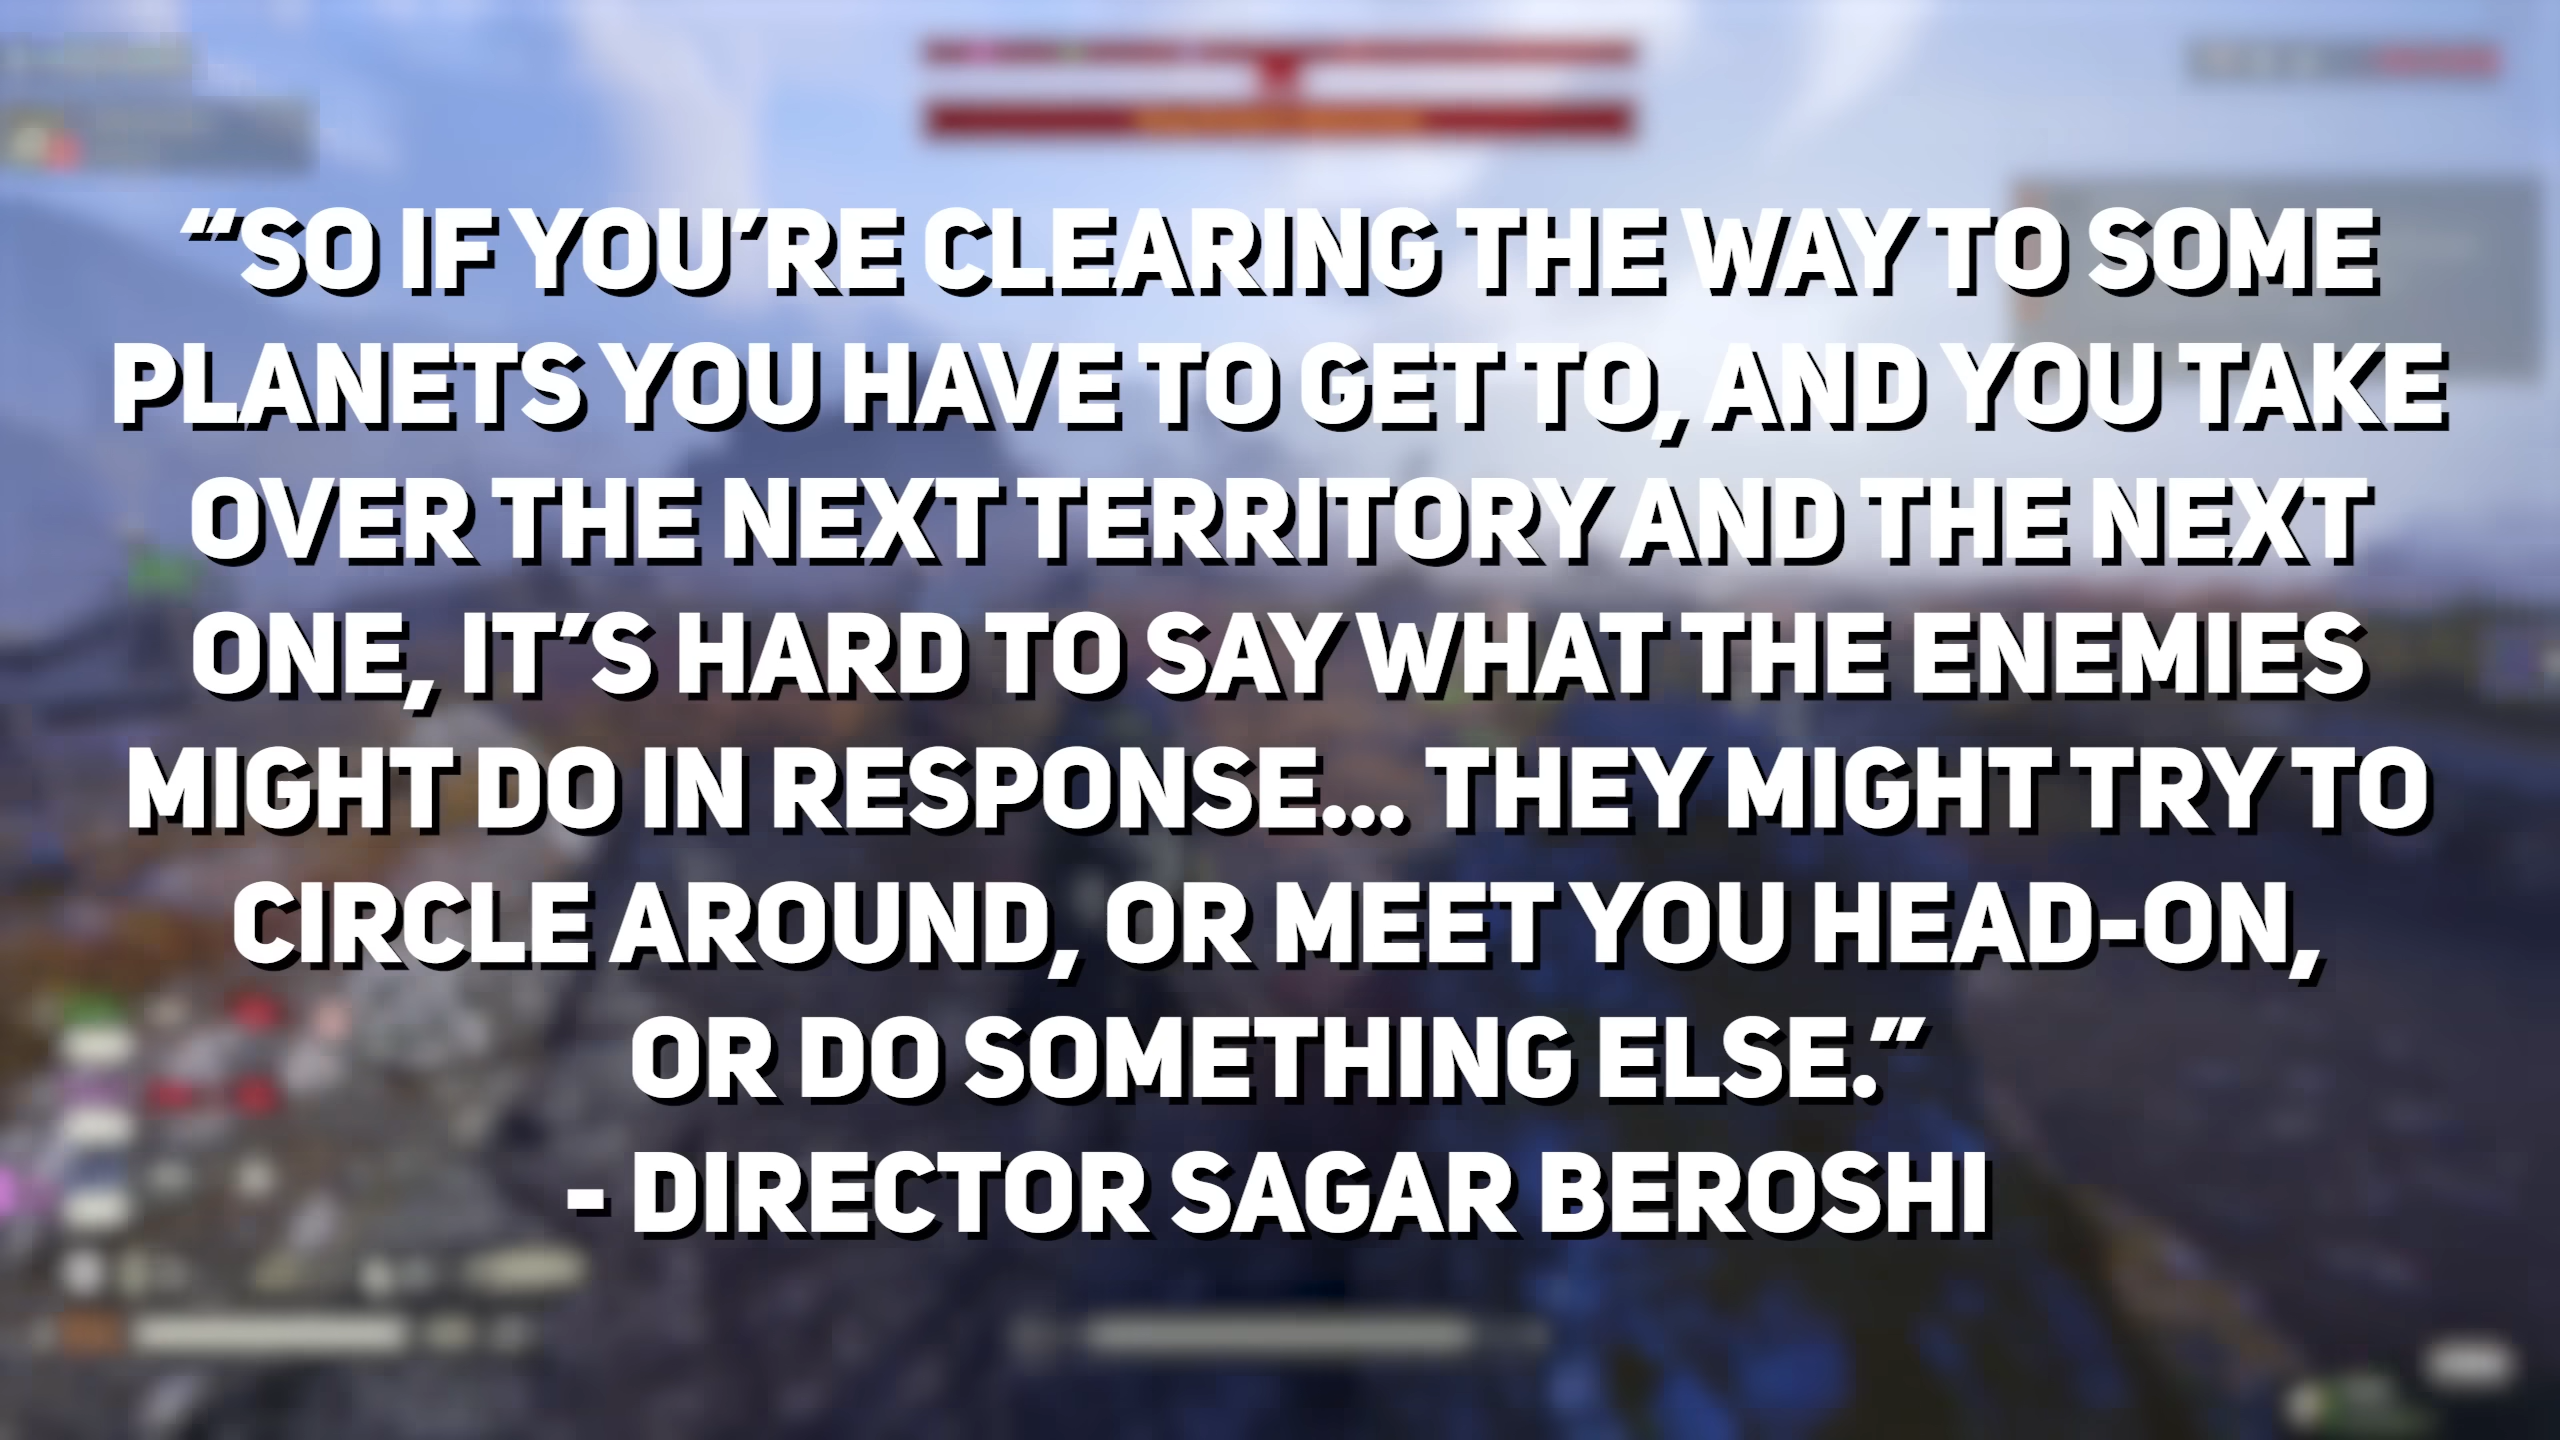 “SO IF YOU’RE CLEARING THE WAY TO SOME
PLANETS YOU HAVE TO GET TO, AND YOU TAKE
OVER THE NEXT TERRITORY AND THE NEXT
ONE, IT’S HARD TO SAY WHAT THE ENEMIES
MIGHT DO IN RESPONSE... THEY MIGHT TRY TO
CIRCLE AROUND, OR MEET YOU HEAD-ON,
OR DO SOMETHING ELSE.”
- DIRECTOR SAGAR BEROSHI